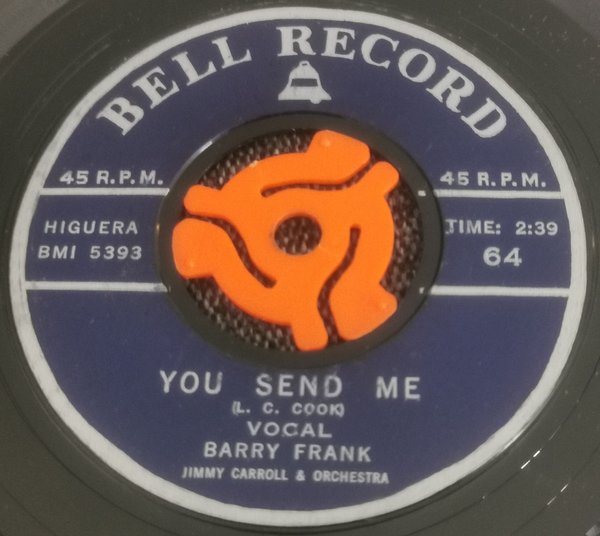 BELL RECORD
45 R.P.M.
45 R.P.M.
HIGUERA
BMI 5393
TIME: 2:39
64
YOU SEND ME
(L. C. COOK)
VOCAL
BARRY FRANK
JIMMY CARROLL & ORCHESTRA